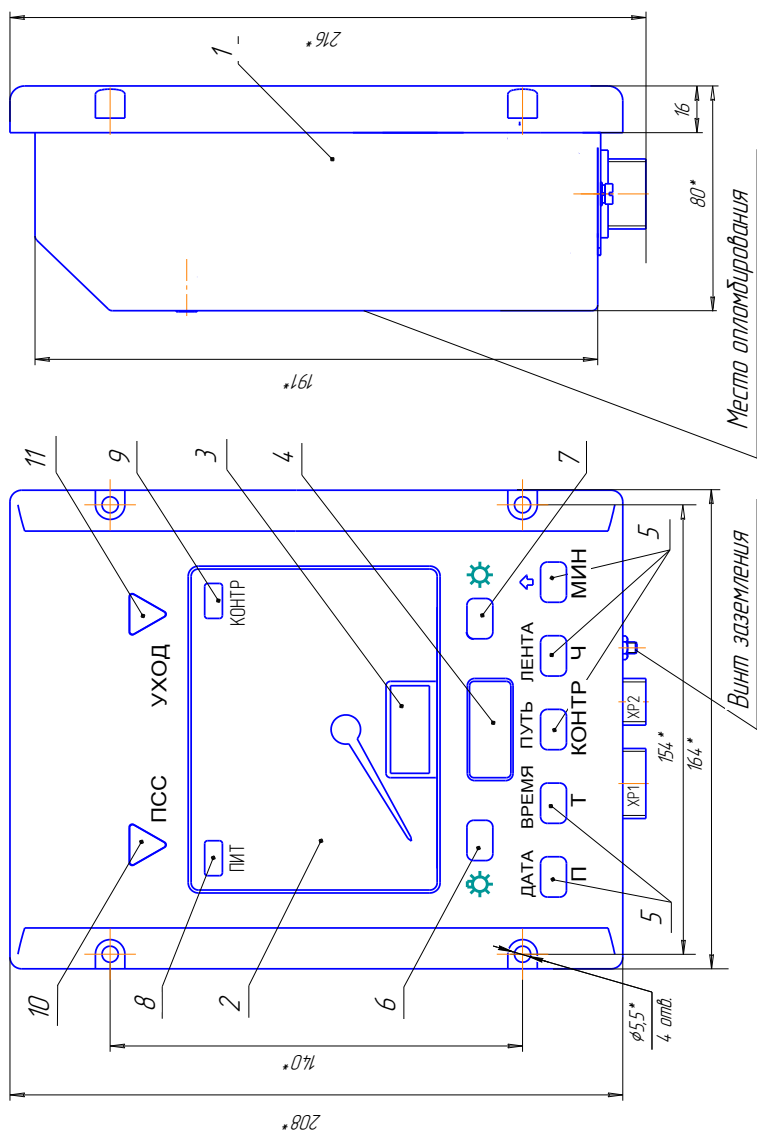 216*
1
16
80*
Место опломбирования
191*
11
9
3
4
7
5
УХОД
ПСС
КОНТР
ПИТ
ДАТА
ВРЕМЯ
ПУТЬ
ЛЕНТА
П
Т
КОНТР
Ч
МИН
XP1
XP2
154*
164*
Винт заземления
10
8
2
6
5
ϕ5,5*
4 отв.
140*
208*